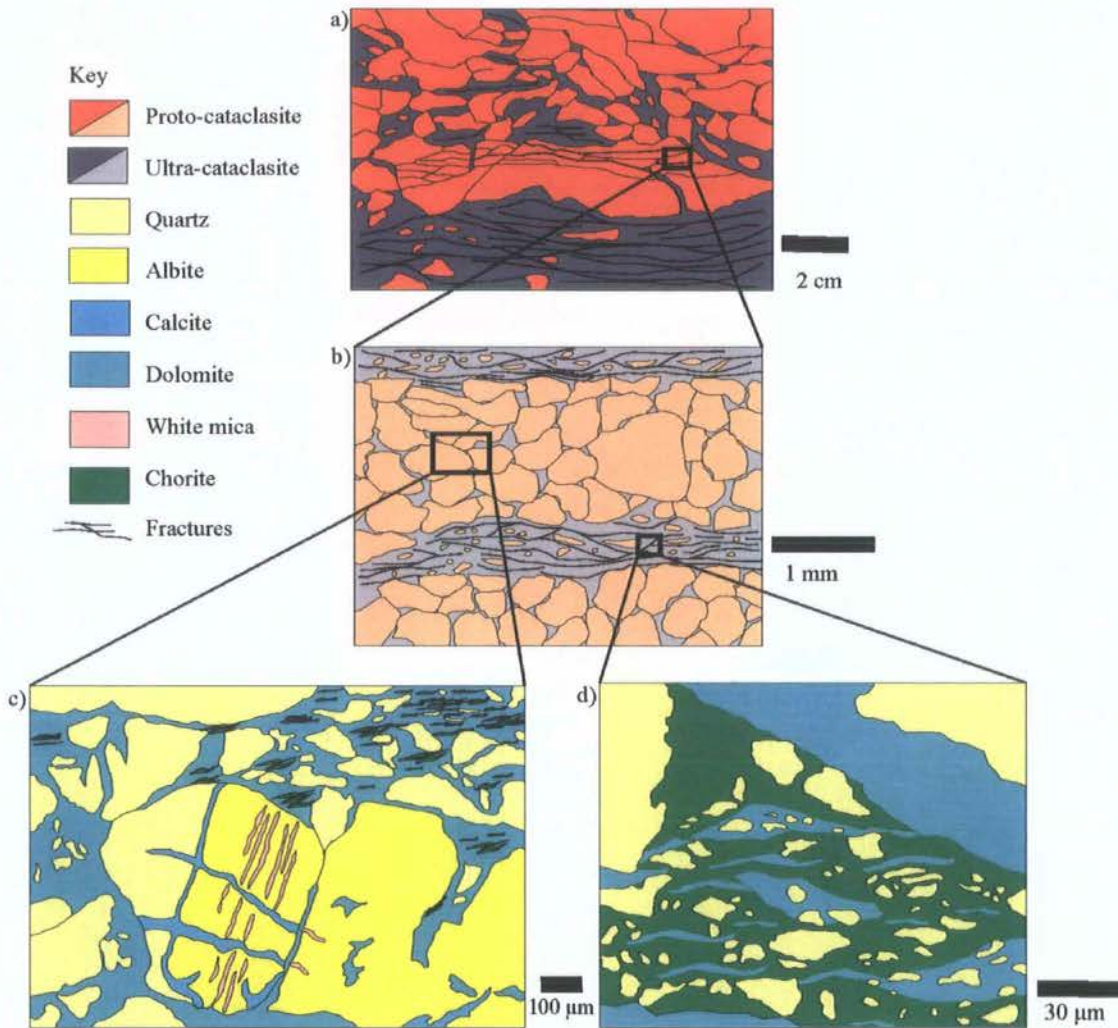 a)
Key
Proto-cataclasite
Ultra-cataclasite
Quartz
Albite
Calcite
Dolomite
White mica
Chorite
Fractures
2 cm
b)
1 mm
c)
d)
100 µm
30 µm